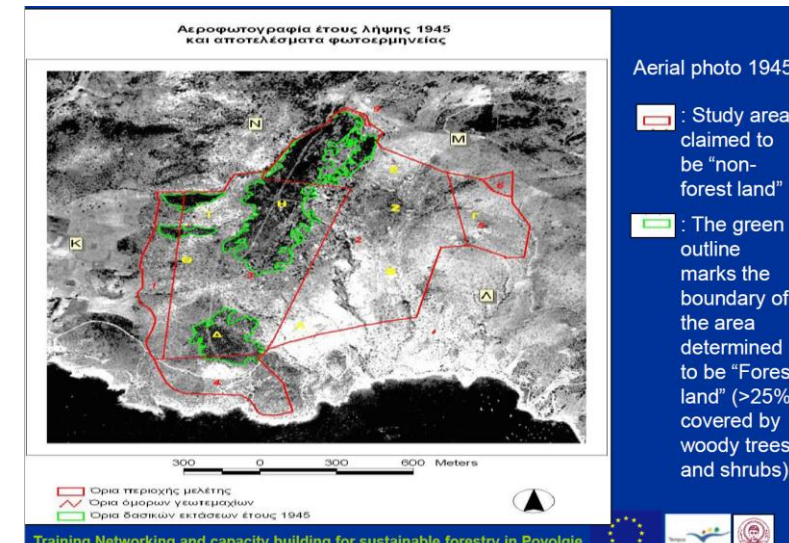 Αεροφωτογραφία έτους λήψης 1945
και αποτελέσματα φωτοερμηνείας
N
M
K
Λ
300 0 300 600 Meters
Όρια περιοχής μελέτης
Όρια όμορων γεωτεμαχίων
Όρια δασικών εκτάσεων έτους 1945
Aerial photo 1945
: Study area
claimed to
be "non-
forest land"
: The green
outline
marks the
boundary of
the area
determined
to be "Fores
land" (>25%
covered by
woody trees
and shrubs)
Training Networking and capacity building for sustainable forestry in Povolgie